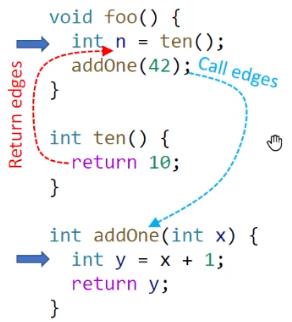 void foo() {
int n = ten();
addOne(42);
}
int ten() {
return 10;
}
int addOne(int x) {
int y = x + 1;
return y;
}
Return edges
Call edges